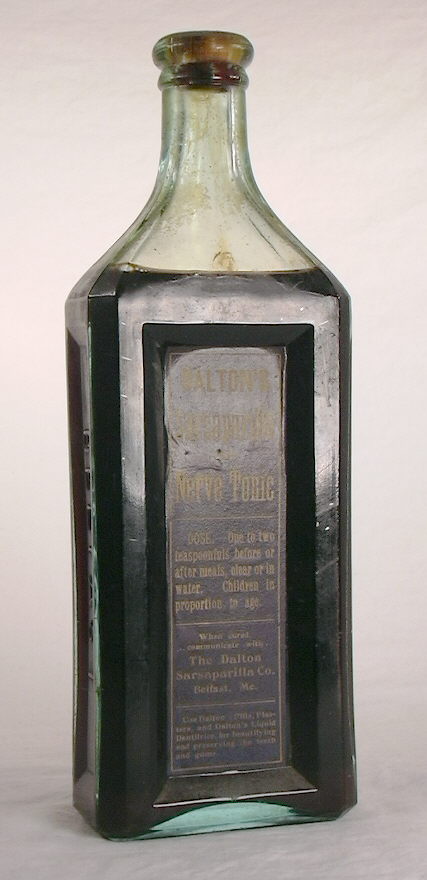 DALTON'S
Sarsaparilla
Nerve Tonic
DOSE. One to two
teaspoonfuls before or
after meals, clear or in
water. Children in
proportion to age.
When cured
communicate with
The Dalton
Sarsaparilla Co.
Belfast, Me.
Use Dalton Pills, Plas-
ters, and Dalton's Liquid
Dentifrice, for beautifying
and preserving the teeth
and gums.